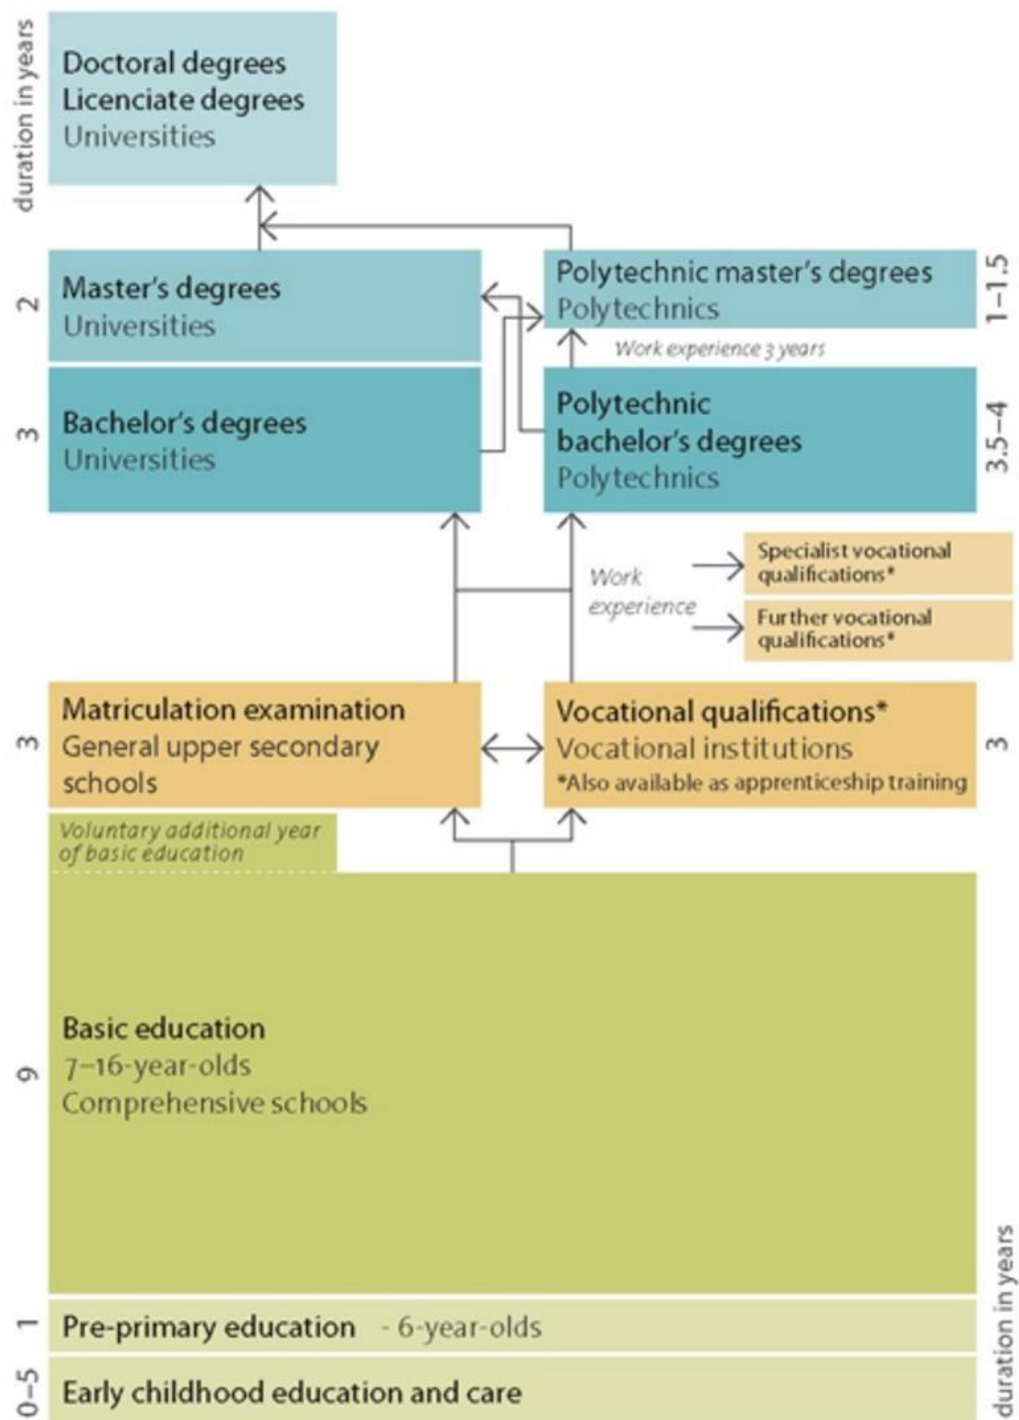 duration in years
Doctoral degrees
Licenciate degrees
Universities
2
Master's degrees
Universities
Polytechnic master's degrees
Polytechnics
1–1.5
Work experience 3 years
3
Bachelor's degrees
Universities
Polytechnic
bachelor's degrees
Polytechnics
3.5–4
Work
experience
Specialist vocational
qualifications*
Further vocational
qualifications*
3
Matriculation examination
General upper secondary
schools
Vocational qualifications*
Vocational institutions
*Also available as apprenticeship training
3
Voluntary additional year
of basic education
9
Basic education
7–16-year-olds
Comprehensive schools
1
Pre-primary education - 6-year-olds
0–5
Early childhood education and care
duration in years